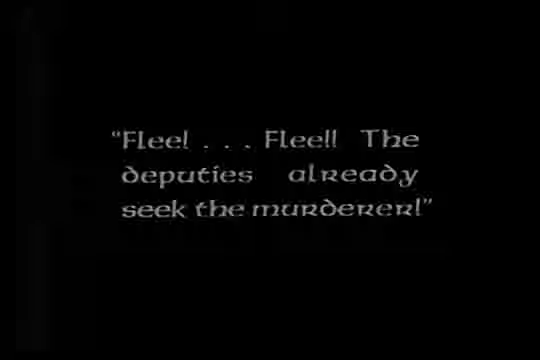 "Flee! . . . Flee!! The
deputies already
seek the murderer!"